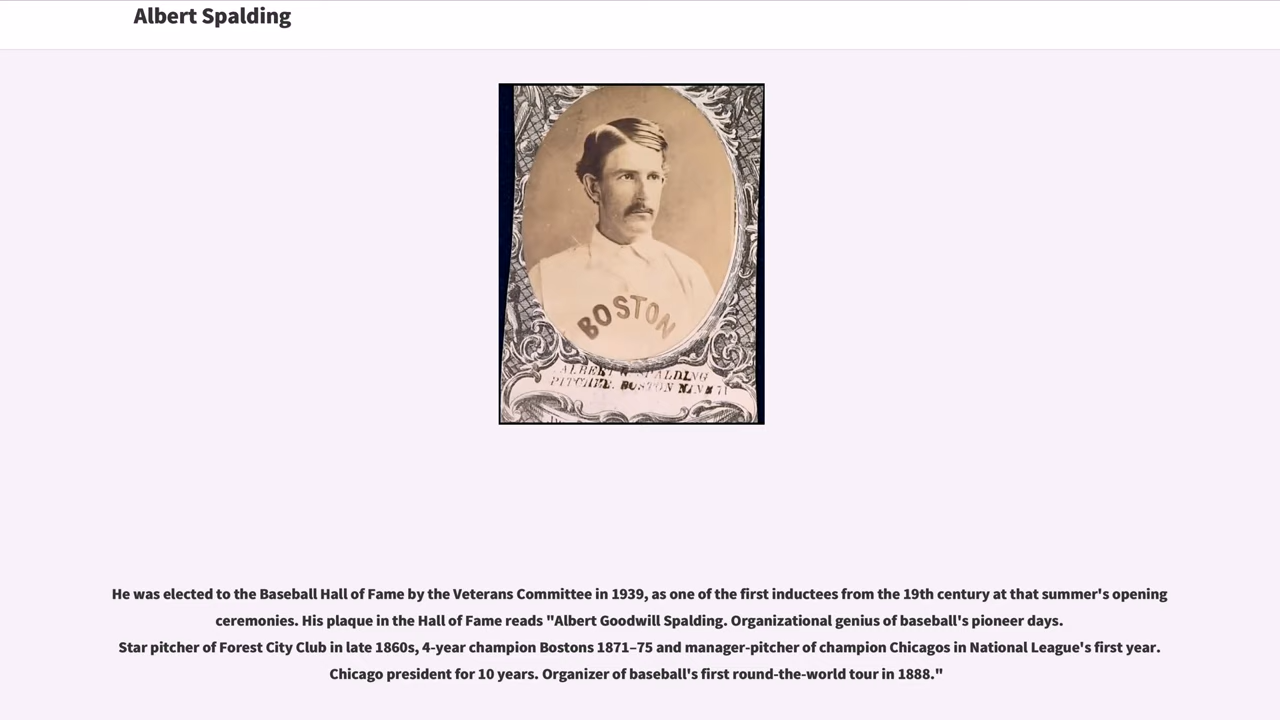 Albert Spalding
BOSTON
ALBERT G SPALDING
PITCHER. BOSTON NINE 71
He was elected to the Baseball Hall of Fame by the Veterans Committee in 1939, as one of the first inductees from the 19th century at that summer's opening
ceremonies. His plaque in the Hall of Fame reads "Albert Goodwill Spalding. Organizational genius of baseball's pioneer days.
Star pitcher of Forest City Club in late 1860s, 4-year champion Bostons 1871–75 and manager-pitcher of champion Chicagos in National League's first year.
Chicago president for 10 years. Organizer of baseball's first round-the-world tour in 1888."